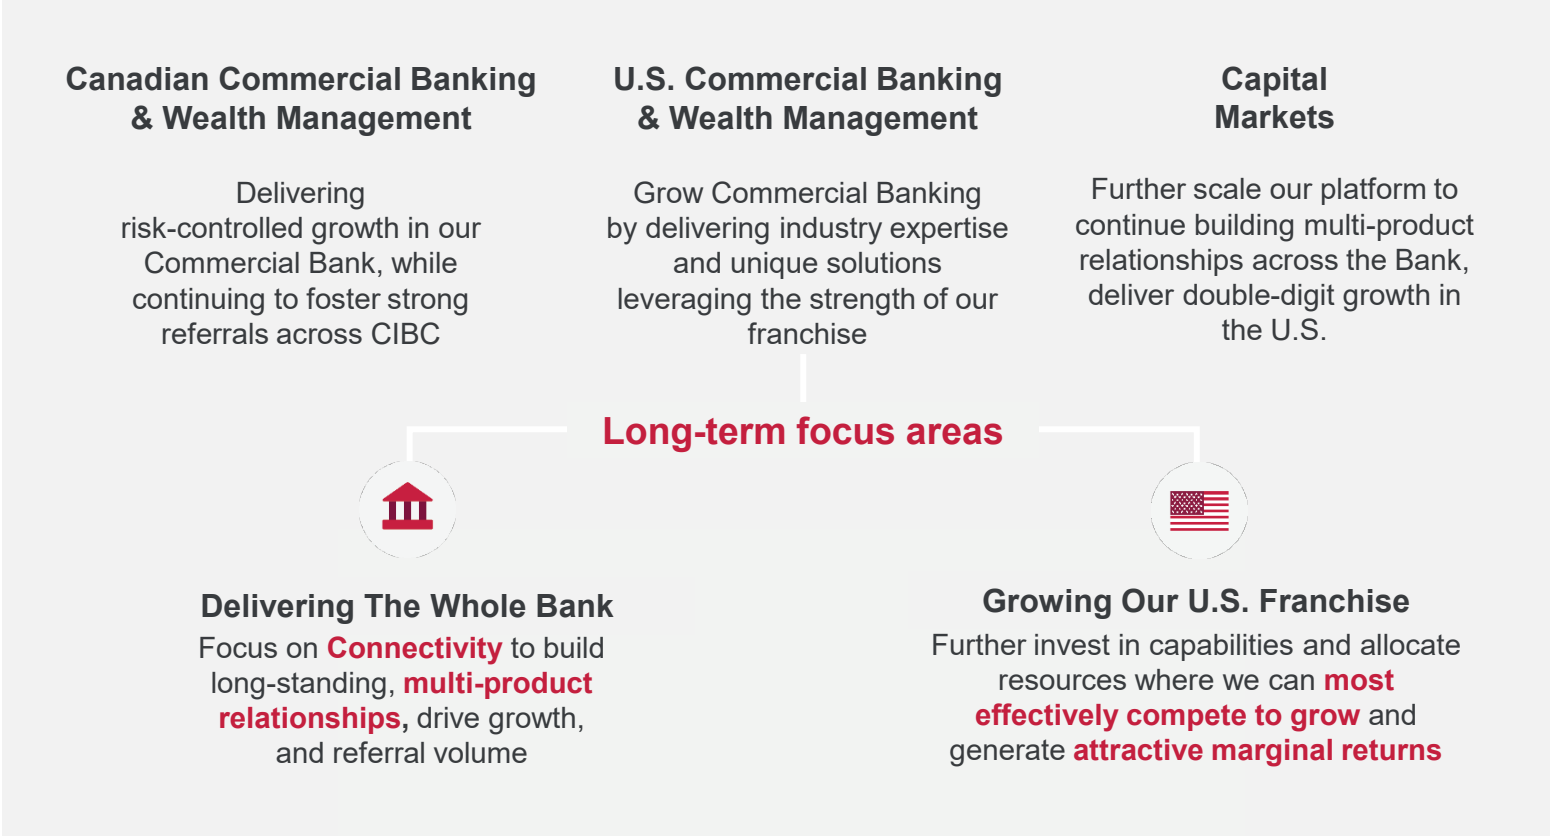 Canadian Commercial Banking
& Wealth Management
Delivering
risk-controlled growth in our
Commercial Bank, while
continuing to foster strong
referrals across CIBC
U.S. Commercial Banking
& Wealth Management
Grow Commercial Banking
by delivering industry expertise
and unique solutions
leveraging the strength of our
franchise
Capital
Markets
Further scale our platform to
continue building multi-product
relationships across the Bank,
deliver double-digit growth in
the U.S.
Long-term focus areas
Delivering The Whole Bank
Focus on Connectivity to build
long-standing, multi-product
relationships, drive growth,
and referral volume
Growing Our U.S. Franchise
Further invest in capabilities and allocate
resources where we can most
effectively compete to grow and
generate attractive marginal returns